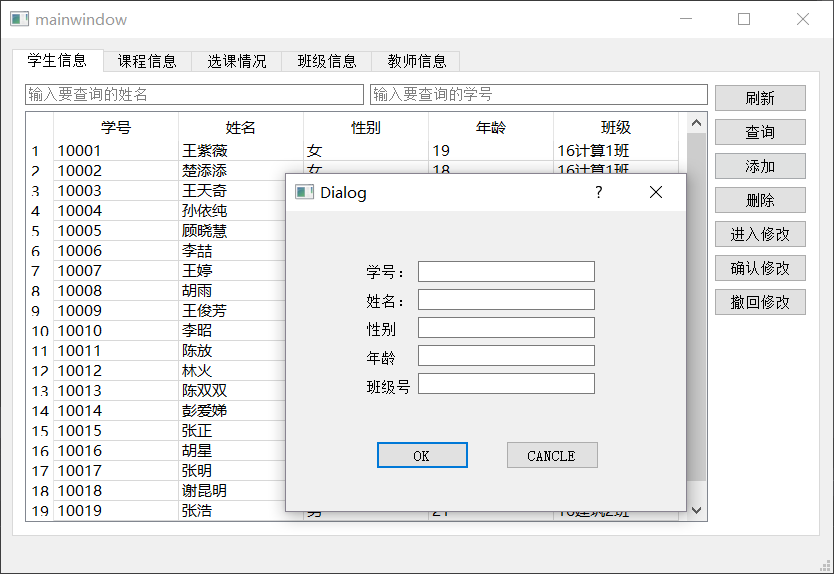 mainwindow
学生信息 课程信息 选课情况 班级信息 教师信息
输入要查询的姓名 输入要查询的学号 刷新
学号 姓名 性别 年龄 班级
查询
1 10001 王紫薇 女 19 16计算1班
添加
2 10002 楚添添 女 18 16计算1班
3 10003 王天奇
删除
4 10004 孙依纯
5 10005 顾晓慧
进入修改
6 10006 李喆
7 10007 王婷
确认修改
8 10008 胡雨
9 10009 王俊芳
撤回修改
10 10010 李昭
11 10011 陈放
12 10012 林火
13 10013 陈双双
14 10014 彭爱娣
15 10015 张正
16 10016 胡星
17 10017 张明
18 10018 谢昆明
19 10019 张浩 男 21
Dialog ?
学号：
姓名：
性别
年龄
班级号
OK CANCLE